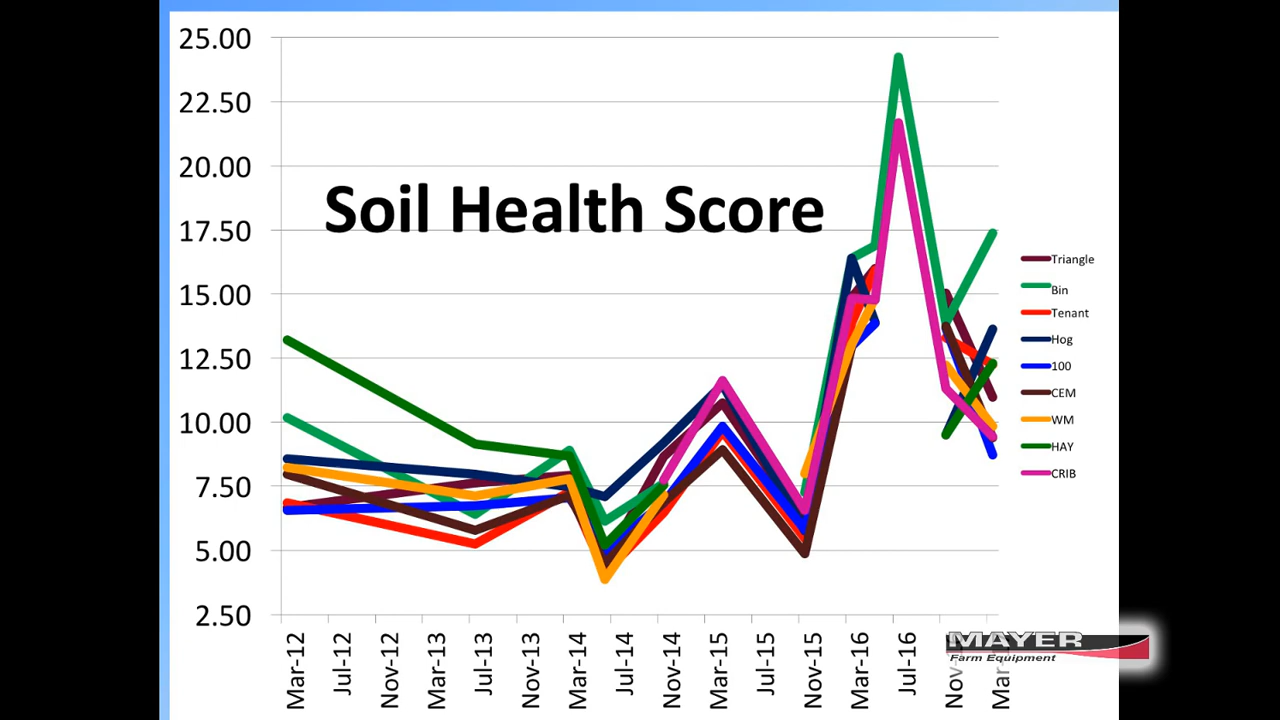 25.00
22.50
20.00
17.50
15.00
12.50
10.00
7.50
5.00
2.50
Soil Health Score
Mar-12
Jul-12
Nov-12
Mar-13
Jul-13
Nov-13
Mar-14
Jul-14
Nov-14
Mar-15
Jul-15
Nov-15
Mar-16
Jul-16
Triangle
Bin
Tenant
Hog
100
CEM
WM
HAY
CRIB
MAYER
Farm Equipment